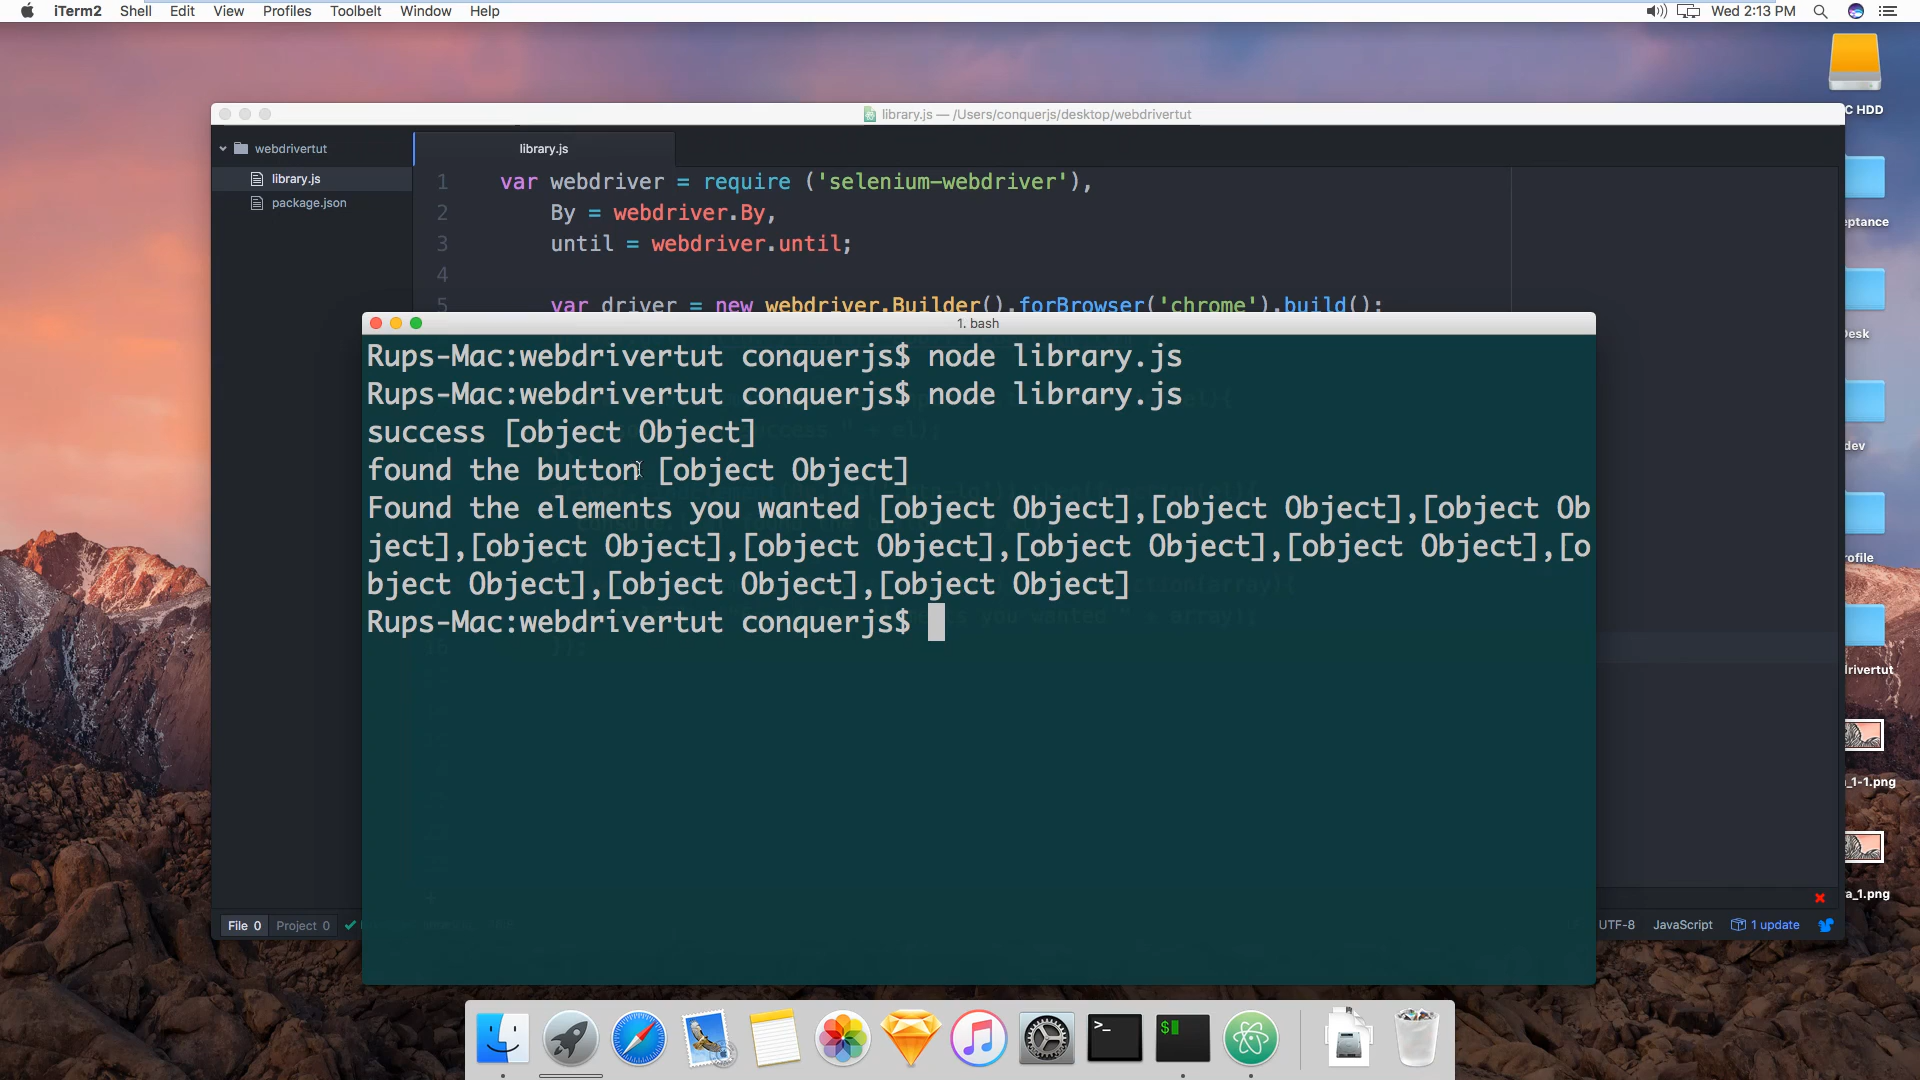 iTerm2 Shell Edit View Profiles Toolbelt Window Help Wed 2:13 PM
C HDD
library.js — /Users/conquerjs/desktop/webdrivertut
webdrivertut
library.js
library.js
package.json
1 var webdriver = require ('selenium-webdriver'),
2 By = webdriver.By,
3 until = webdriver.until;
4
5 var driver = new webdriver.Builder().forBrowser('chrome').build();
eptance
Desk
dev
ofile
drivertut
_1-1.png
a_1.png
1. bash
Rups-Mac:webdrivertut conquerjs$ node library.js
Rups-Mac:webdrivertut conquerjs$ node library.js
success [object Object]
found the button [object Object]
Found the elements you wanted [object Object],[object Object],[object Ob
ject],[object Object],[object Object],[object Object],[object Object],[o
bject Object],[object Object],[object Object]
Rups-Mac:webdrivertut conquerjs$
File 0 Project 0 UTF-8 JavaScript 1 update